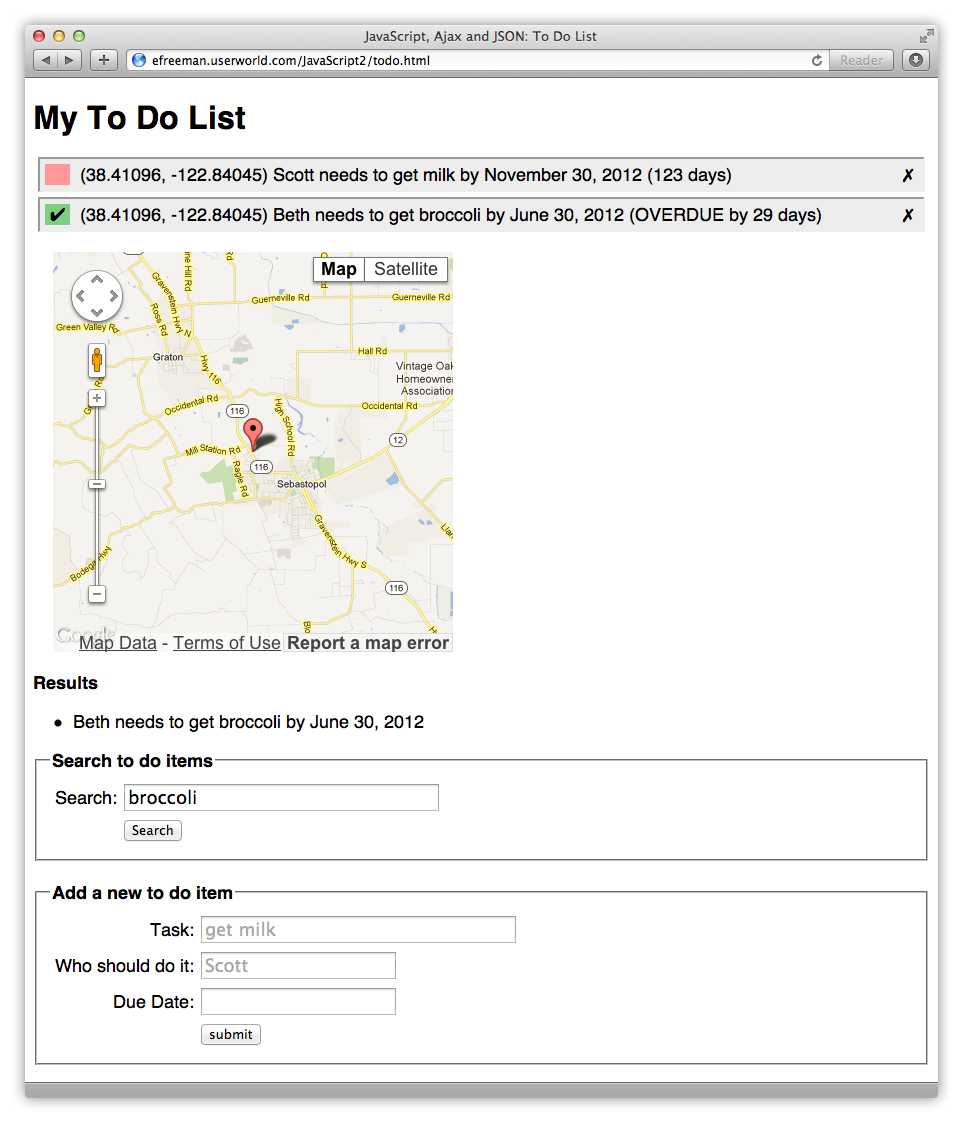 JavaScript, Ajax and JSON: To Do List
efreeman.userworld.com/JavaScript2/todo.html
Reader
My To Do List
(38.41096, -122.84045) Scott needs to get milk by November 30, 2012 (123 days) ✗
✔ (38.41096, -122.84045) Beth needs to get broccoli by June 30, 2012 (OVERDUE by 29 days) ✗
Map Satellite
Gravenstein Hwy N
Guerneville Rd
Guerneville Rd
Green Valley Rd
Ross Rd
Graton
Hall Rd
Hwy 116
Vintage Oak
Homeowner
Association
Occidental Rd
116
High School Rd
Occidental Rd
12
Mill Station Rd
116
Ragle Rd
Sebastopol
Gravenstein Hwy S
Bodega Hwy
116
Google
Map Data - Terms of Use Report a map error
Results
• Beth needs to get broccoli by June 30, 2012
Search to do items
Search: broccoli
Search
Add a new to do item
Task: get milk
Who should do it: Scott
Due Date:
submit